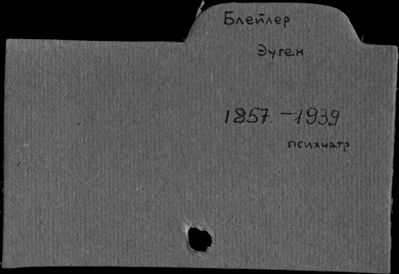 Блейлер
Эуген
1857 - 1939
психиатр